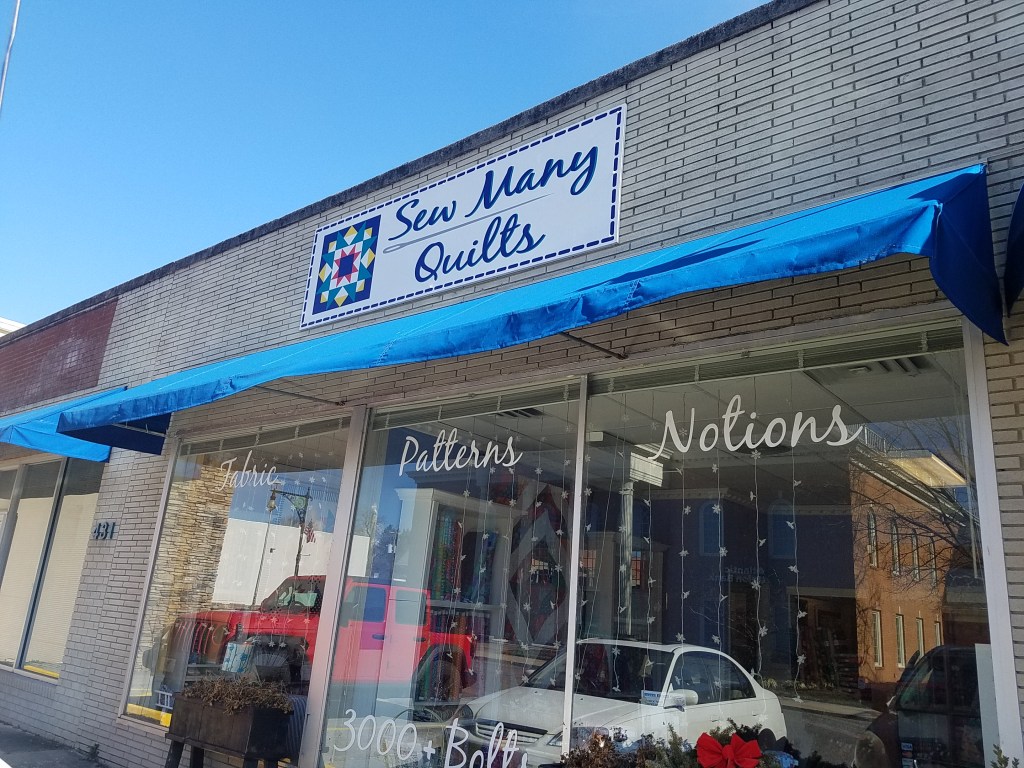 Sew Many
Quilts
Fabric
Patterns
Notions
431
3000+ Bolts